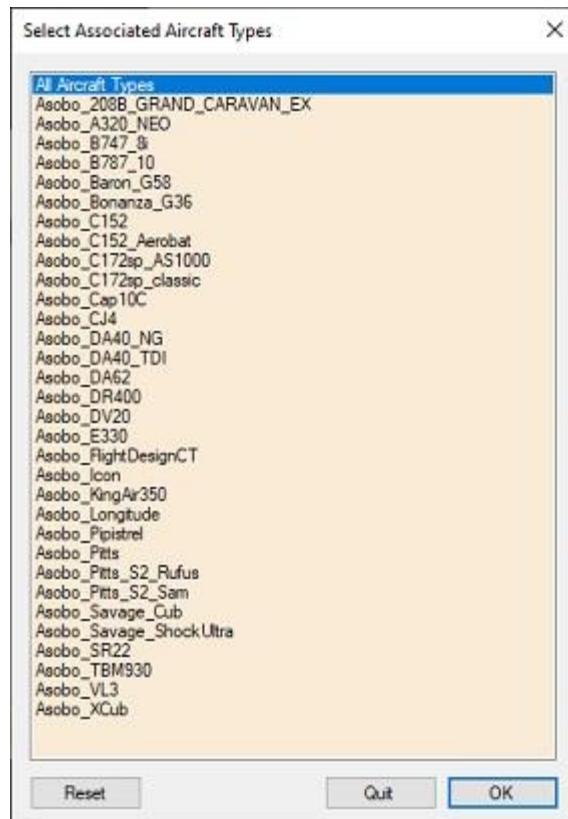 Select Associated Aircraft Types
All Aircraft Types
Asobo_208B_GRAND_CARAVAN_EX
Asobo_A320_NEO
Asobo_B747_8i
Asobo_B787_10
Asobo_Baron_G58
Asobo_Bonanza_G36
Asobo_C152
Asobo_C152_Aerobat
Asobo_C172sp_AS1000
Asobo_C172sp_classic
Asobo_Cap10C
Asobo_CJ4
Asobo_DA40_NG
Asobo_DA40_TDI
Asobo_DA62
Asobo_DR400
Asobo_DV20
Asobo_E330
Asobo_FlightDesignCT
Asobo_Icon
Asobo_KingAir350
Asobo_Longitude
Asobo_Pipistrel
Asobo_Pitts
Asobo_Pitts_S2_Rufus
Asobo_Pitts_S2_Sam
Asobo_Savage_Cub
Asobo_Savage_ShockUltra
Asobo_SR22
Asobo_TBM930
Asobo_VL3
Asobo_XCub
Reset Quit OK